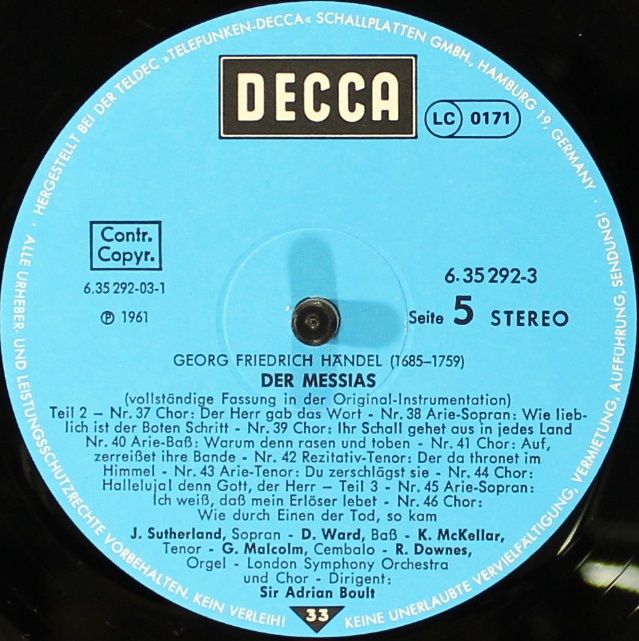 HERGESTELLT BEI DER TELDEC »TELEFUNKEN-DECCA« SCHALLPLATTEN GMBH., HAMBURG 19, GERMANY
DECCA
LC 0171
Contr.
Copyr.
6.35292-03-1
Ⓟ 1961
6.35292-3
Seite 5 STEREO
GEORG FRIEDRICH HÄNDEL (1685–1759)
DER MESSIAS
(vollständige Fassung in der Original-Instrumentation)
Teil 2 – Nr. 37 Chor: Der Herr gab das Wort - Nr. 38 Arie-Sopran: Wie lieb-
lich ist der Boten Schritt - Nr. 39 Chor: Ihr Schall gehet aus in jedes Land
Nr. 40 Arie-Baß: Warum denn rasen und toben - Nr. 41 Chor: Auf,
zerreißet ihre Bande - Nr. 42 Rezitativ-Tenor: Der da thronet im
Himmel - Nr. 43 Arie-Tenor: Du zerschlägst sie - Nr. 44 Chor:
Halleluja! denn Gott, der Herr – Teil 3 - Nr. 45 Arie-Sopran:
Ich weiß, daß mein Erlöser lebet - Nr. 46 Chor:
Wie durch Einen der Tod, so kam
J. Sutherland, Sopran - D. Ward, Baß - K. McKellar,
Tenor - G. Malcolm, Cembalo - R. Downes,
Orgel - London Symphony Orchestra
und Chor - Dirigent:
Sir Adrian Boult
33
· ALLE URHEBER- UND LEISTUNGSSCHUTZRECHTE VORBEHALTEN. KEIN VERLEIH! KEINE UNERLAUBTE VERVIELFÄLTIGUNG, VERMIETUNG, AUFFÜHRUNG, SENDUNG! ·